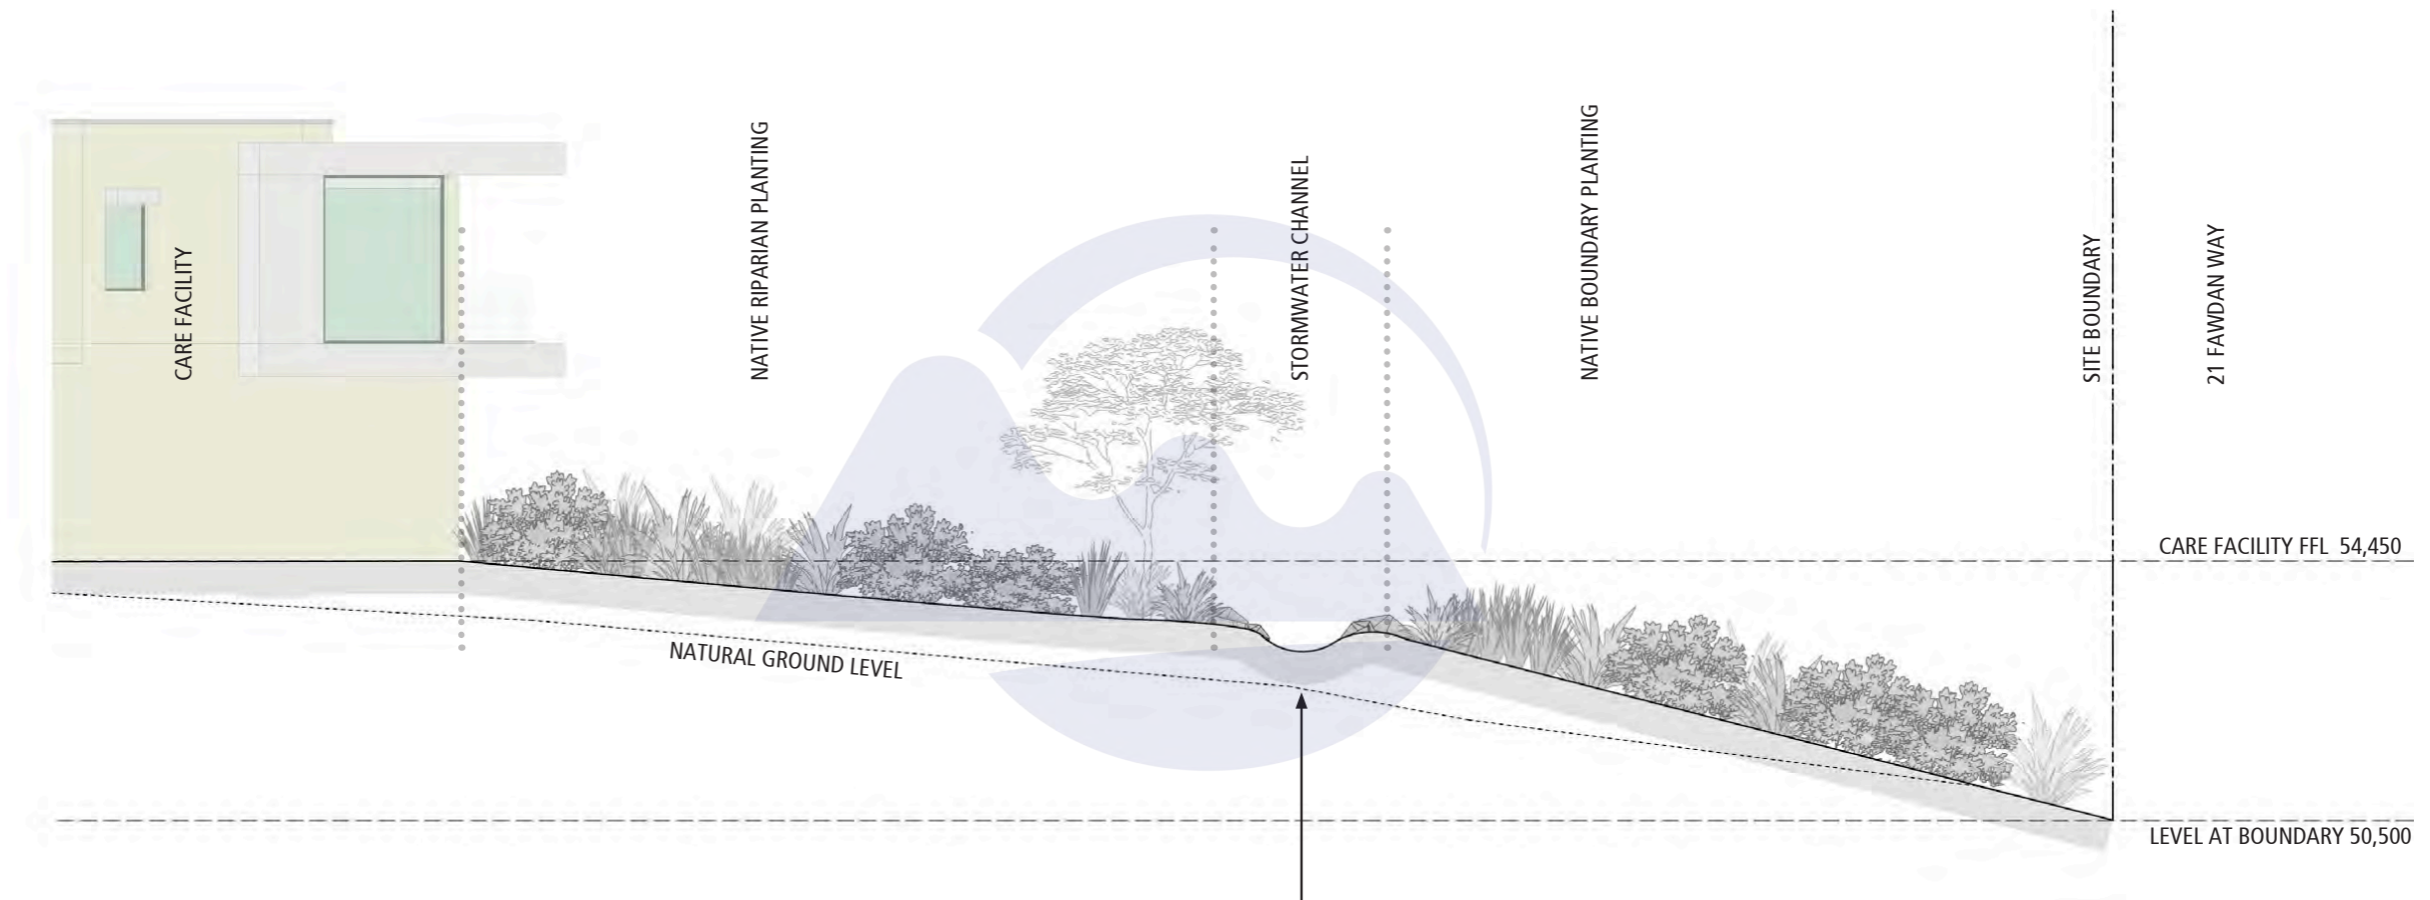 CARE FACILITY
NATIVE RIPARIAN PLANTING
STORMWATER CHANNEL
NATIVE BOUNDARY PLANTING
SITE BOUNDARY
21 FAWDAN WAY
CARE FACILITY FFL 54,450
NATURAL GROUND LEVEL
LEVEL AT BOUNDARY 50,500